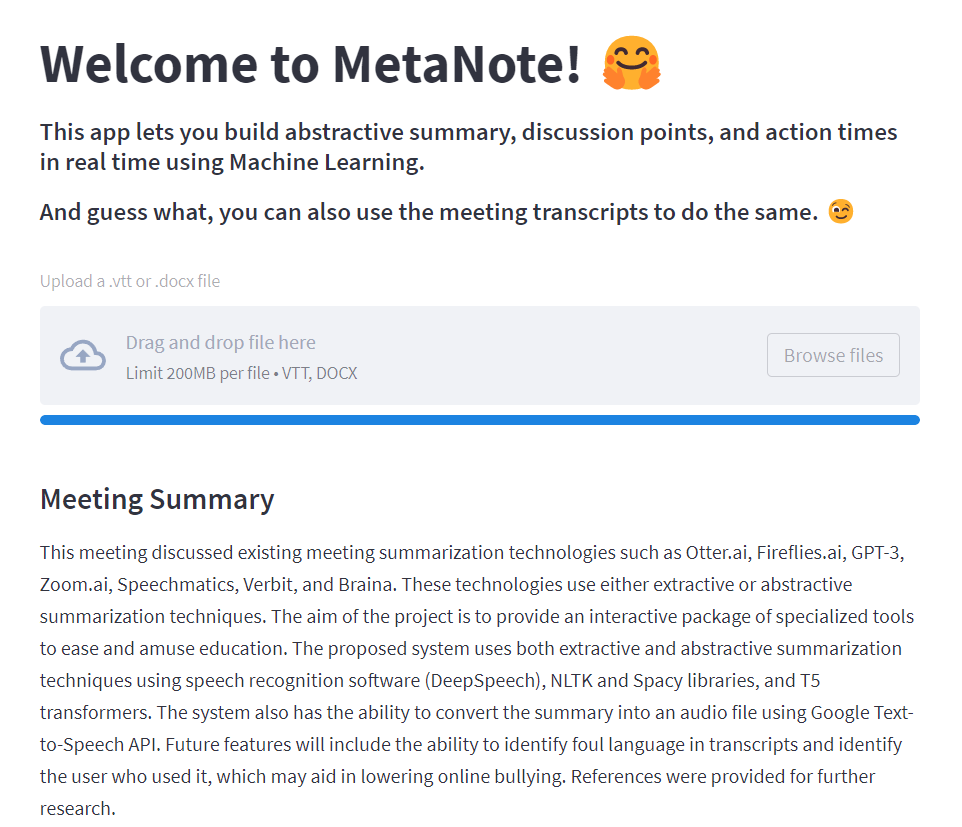 Welcome to MetaNote! 🤗
This app lets you build abstractive summary, discussion points, and action times
in real time using Machine Learning.
And guess what, you can also use the meeting transcripts to do the same. 😉
Upload a .vtt or .docx file
Drag and drop file here
Limit 200MB per file • VTT, DOCX
Browse files
Meeting Summary
This meeting discussed existing meeting summarization technologies such as Otter.ai, Fireflies.ai, GPT-3,
Zoom.ai, Speechmatics, Verbit, and Braina. These technologies use either extractive or abstractive
summarization techniques. The aim of the project is to provide an interactive package of specialized tools
to ease and amuse education. The proposed system uses both extractive and abstractive summarization
techniques using speech recognition software (DeepSpeech), NLTK and Spacy libraries, and T5
transformers. The system also has the ability to convert the summary into an audio file using Google Text-
to-Speech API. Future features will include the ability to identify foul language in transcripts and identify
the user who used it, which may aid in lowering online bullying. References were provided for further
research.